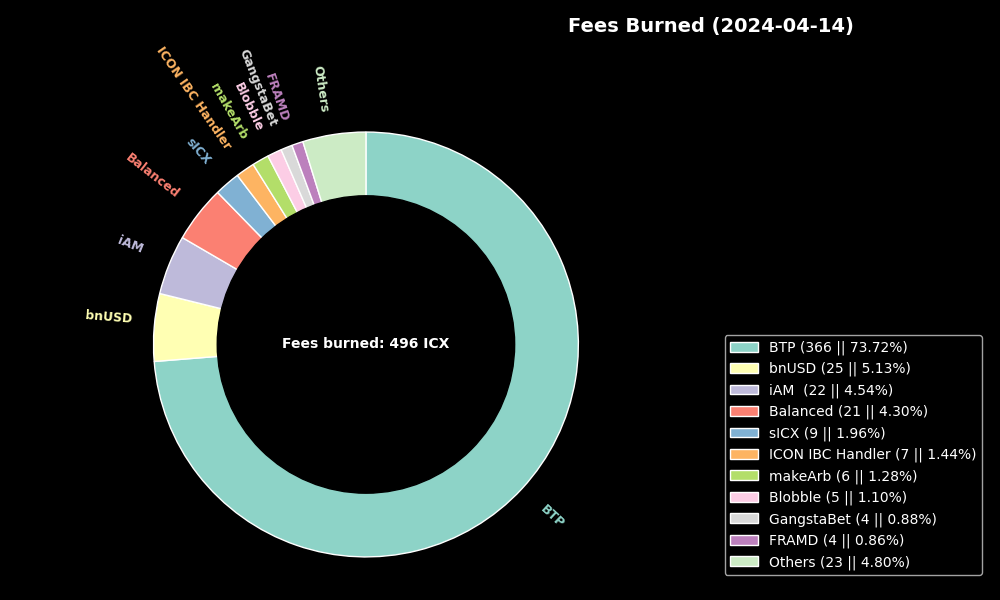 Fees Burned (2024-04-14)
ICON IBC Handler
GangstaBet
FRAMD
Others
makeArb
Blobble
sICX
Balanced
iAM
bnUSD
Fees burned: 496 ICX
BTP
BTP (366 || 73.72%)
bnUSD (25 || 5.13%)
iAM  (22 || 4.54%)
Balanced (21 || 4.30%)
sICX (9 || 1.96%)
ICON IBC Handler (7 || 1.44%)
makeArb (6 || 1.28%)
Blobble (5 || 1.10%)
GangstaBet (4 || 0.88%)
FRAMD (4 || 0.86%)
Others (23 || 4.80%)